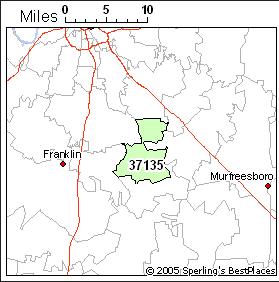 Miles 0 5 10
Franklin
37135
Murfreesboro
© 2005 Sperling's BestPlaces